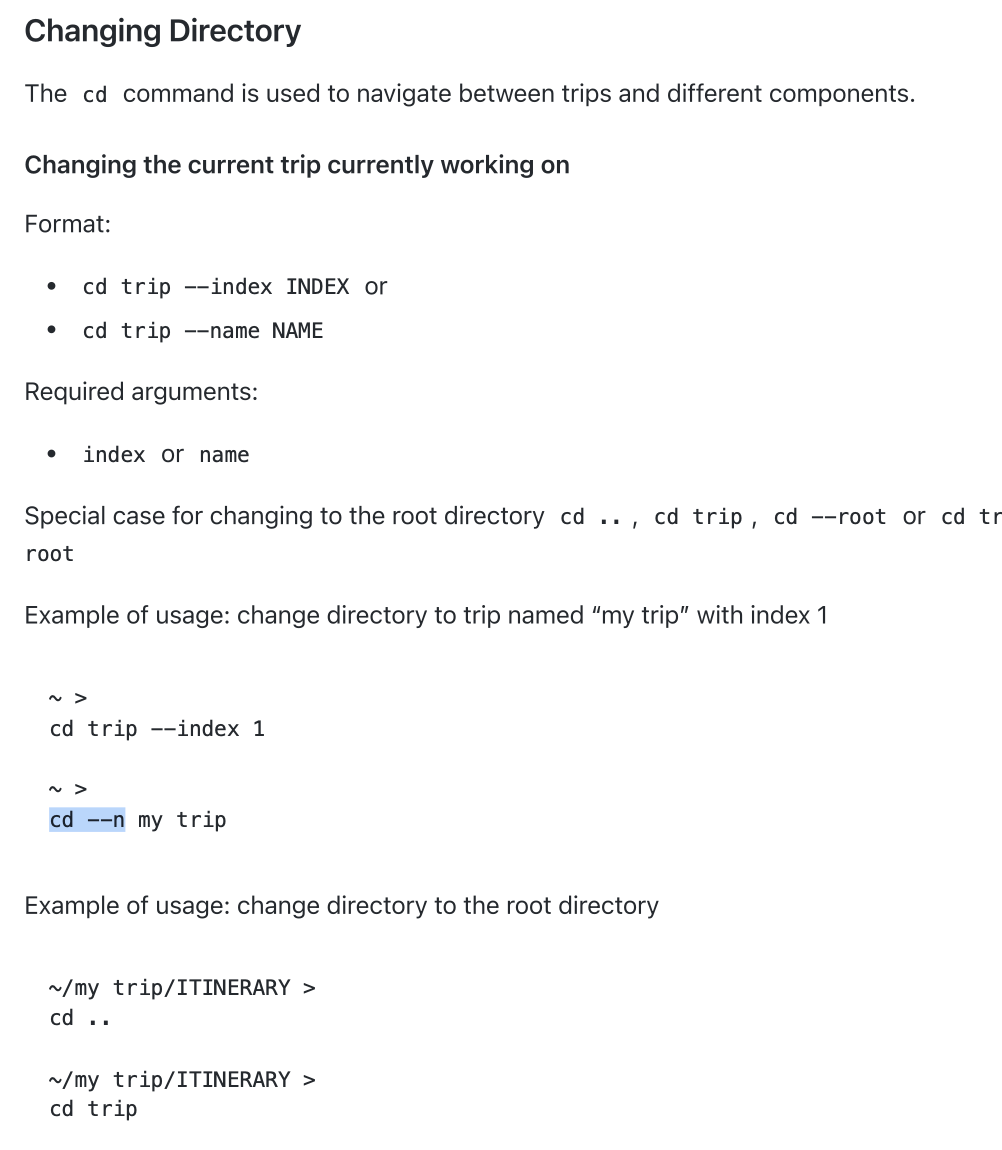 Changing Directory
The cd command is used to navigate between trips and different components.
Changing the current trip currently working on
Format:
• cd trip --index INDEX or
• cd trip --name NAME
Required arguments:
• index or name
Special case for changing to the root directory cd .. , cd trip , cd --root or cd tr
root
Example of usage: change directory to trip named “my trip” with index 1
~ >
cd trip --index 1
~ >
cd --n my trip
Example of usage: change directory to the root directory
~/my trip/ITINERARY >
cd ..
~/my trip/ITINERARY >
cd trip